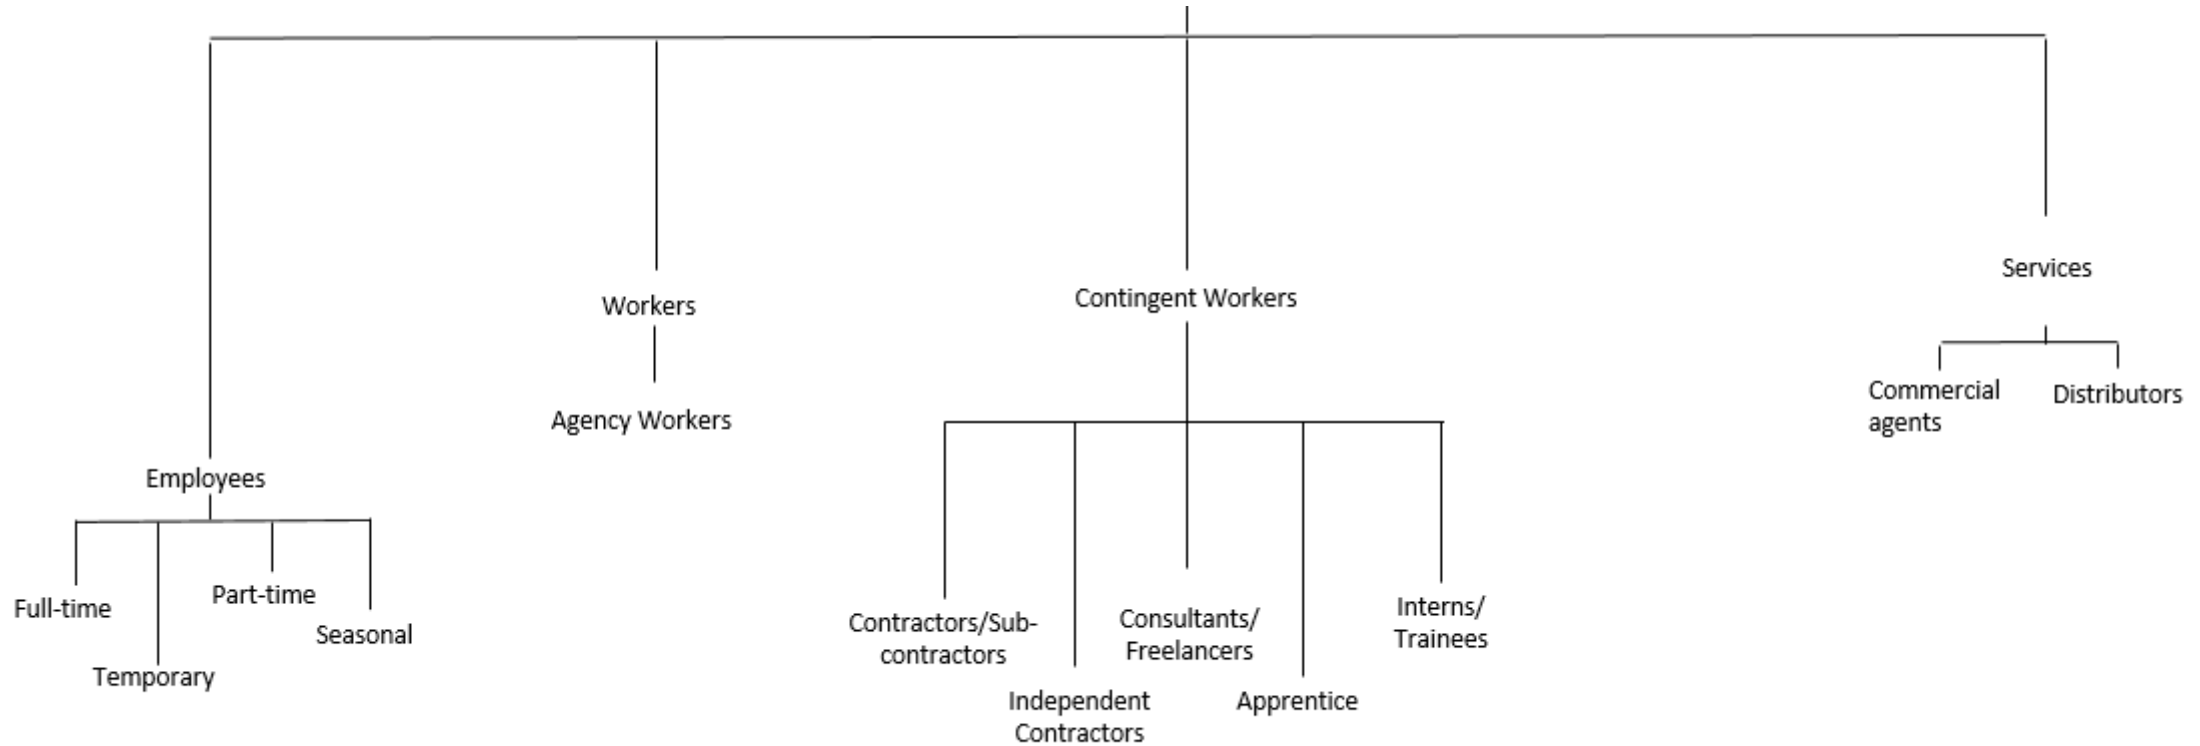 Services
Workers
Contingent Workers
Commercial
agents
Distributors
Agency Workers
Employees
Full-time
Temporary
Part-time
Seasonal
Contractors/Sub-
contractors
Independent
Contractors
Consultants/
Freelancers
Apprentice
Interns/
Trainees